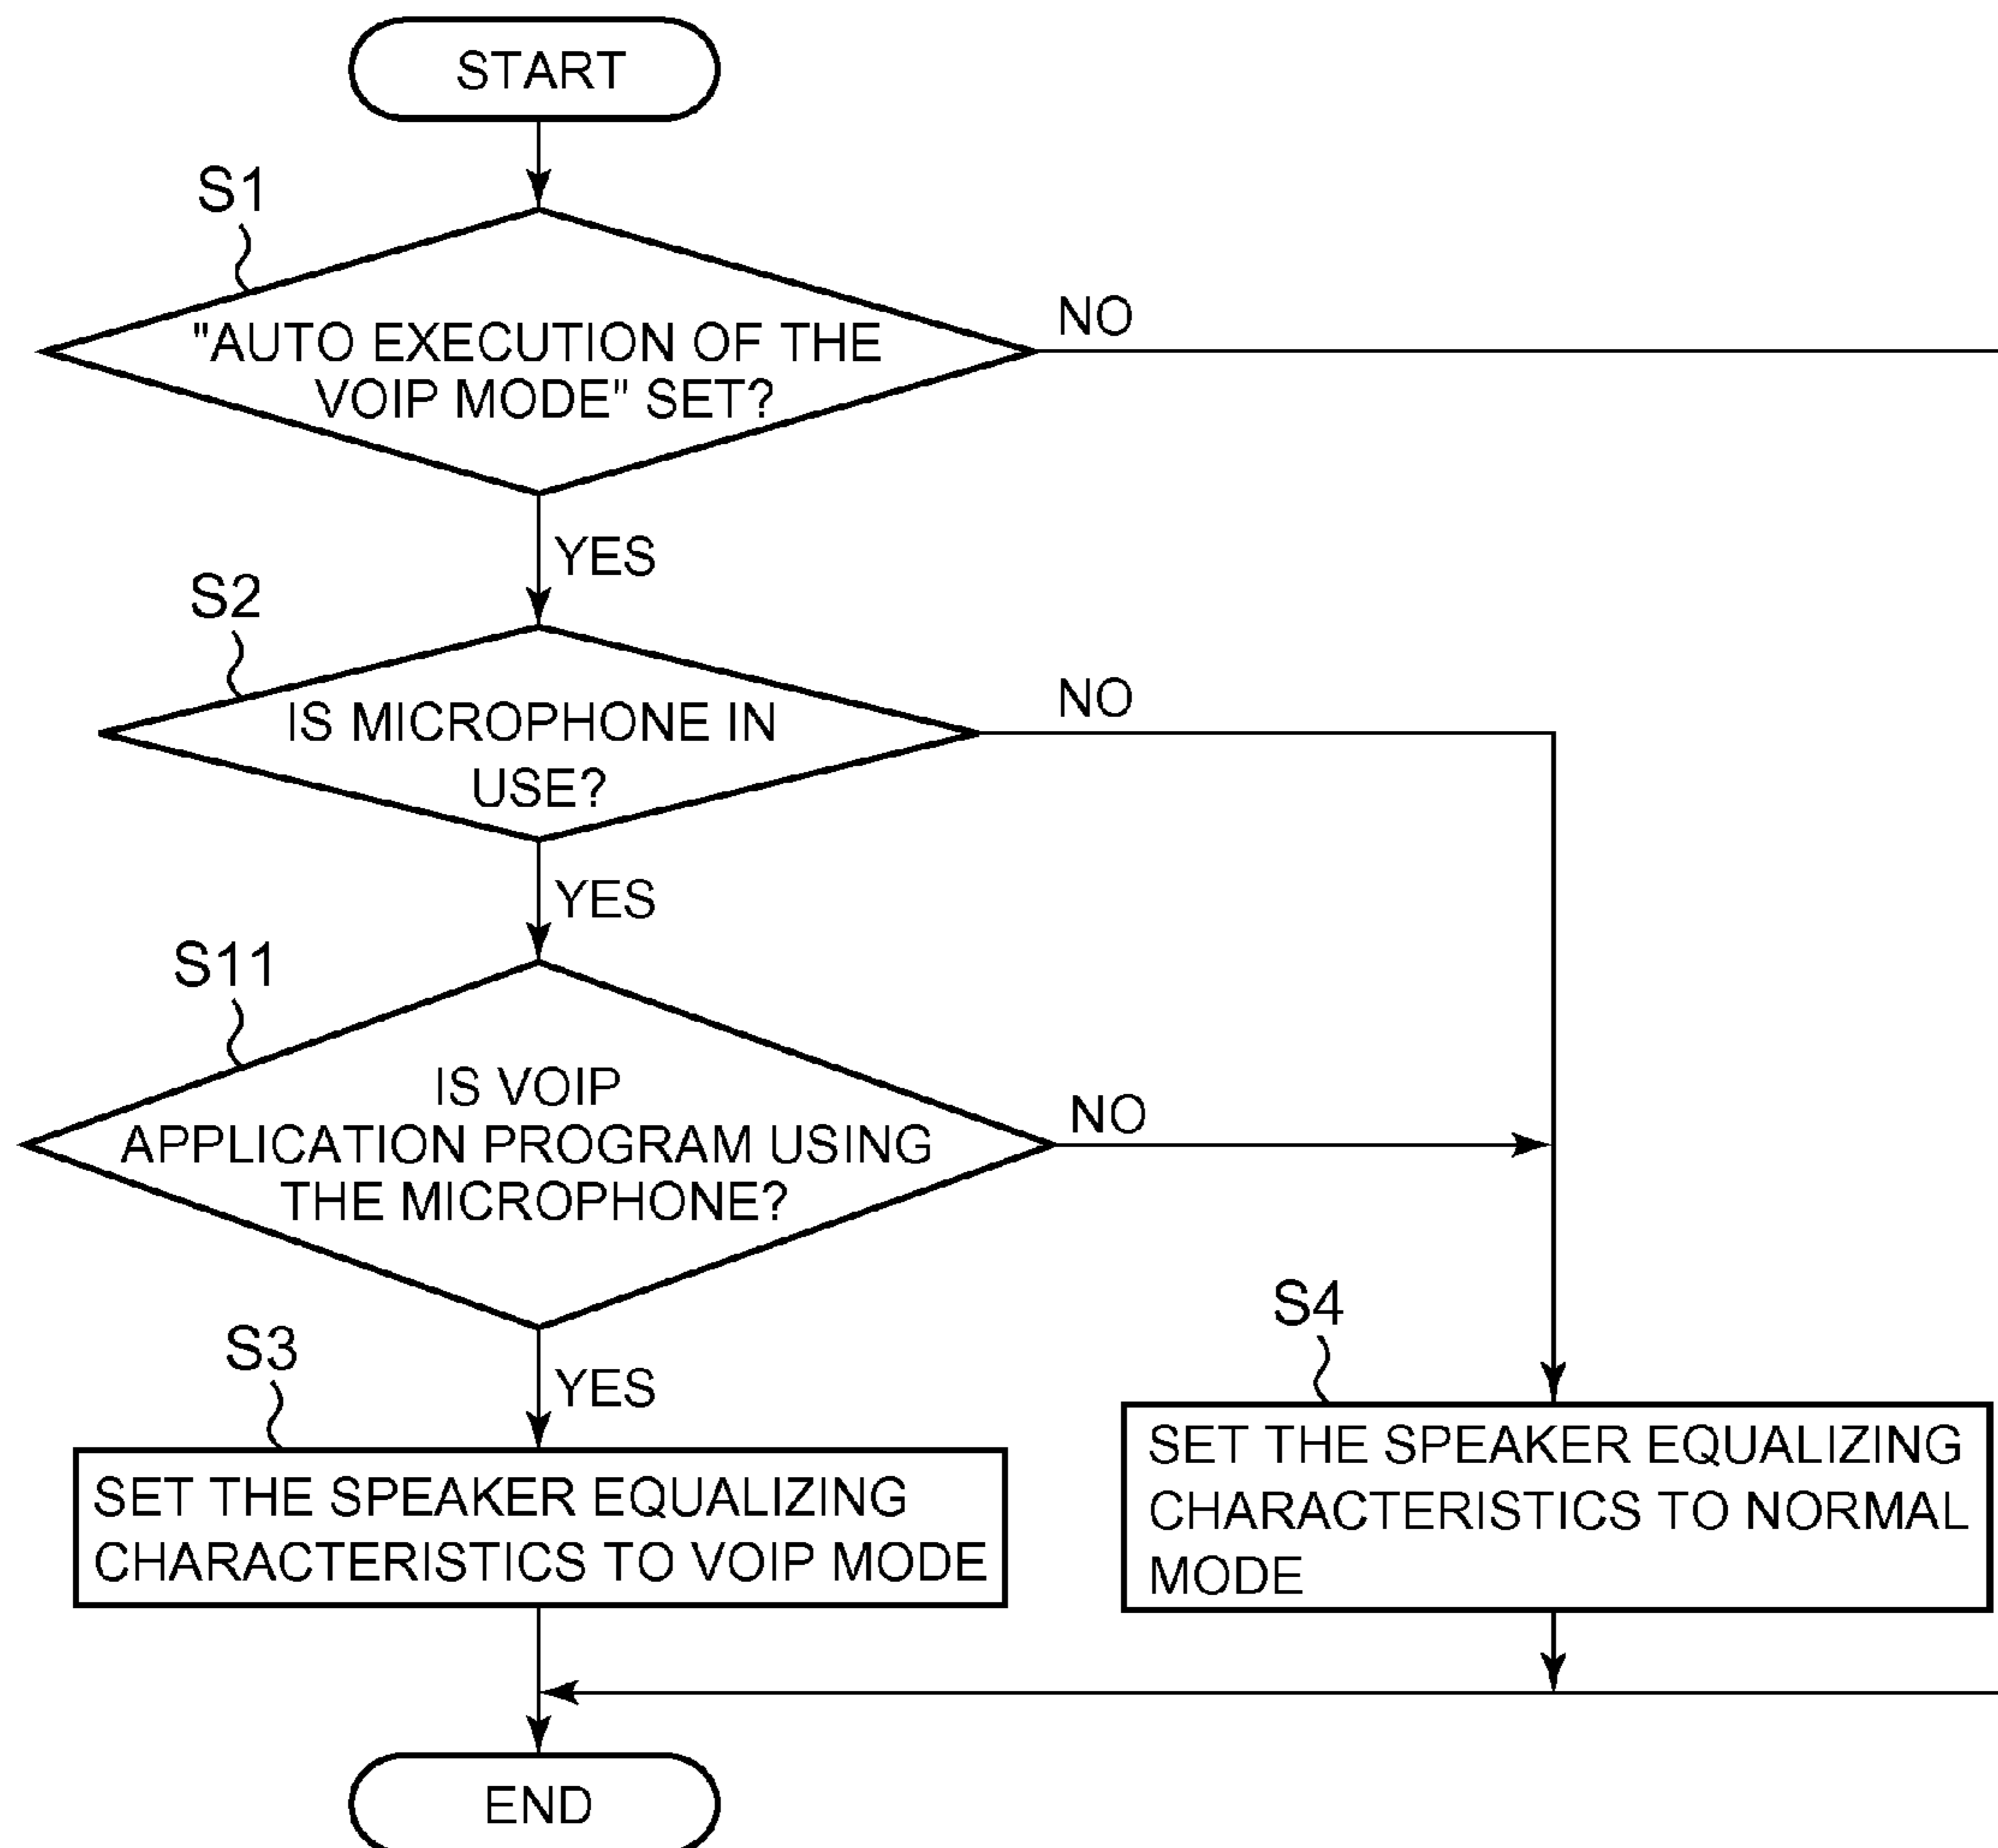 START
S1
"AUTO EXECUTION OF THE
VOIP MODE" SET?
NO
YES
S2
IS MICROPHONE IN
USE?
NO
YES
S11
IS VOIP
APPLICATION PROGRAM USING
THE MICROPHONE?
NO
YES
S3
SET THE SPEAKER EQUALIZING
CHARACTERISTICS TO VOIP MODE
S4
SET THE SPEAKER EQUALIZING
CHARACTERISTICS TO NORMAL
MODE
END